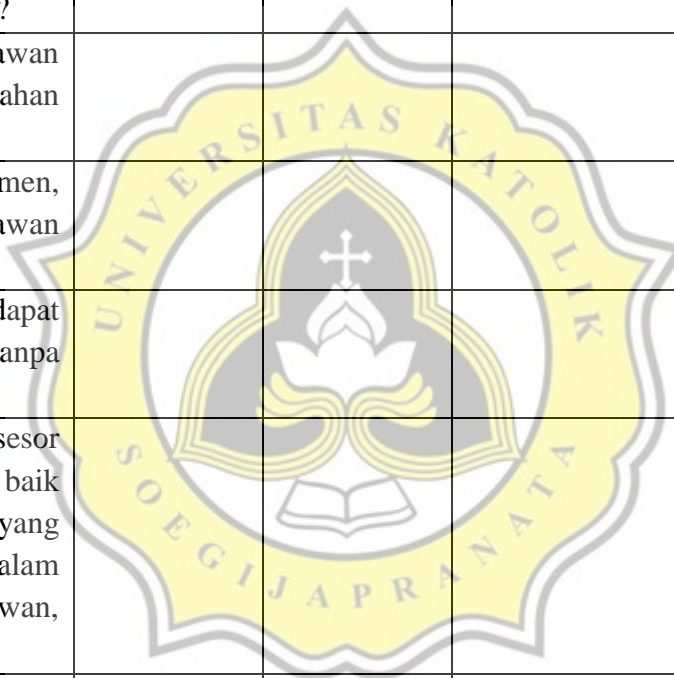 ?
awan
ahan
men,
awan
dapat
anpa
sesor
baik
yang
alam
wan,
UNIVERSITAS KATOLIK
SOEGIJAPRANATA